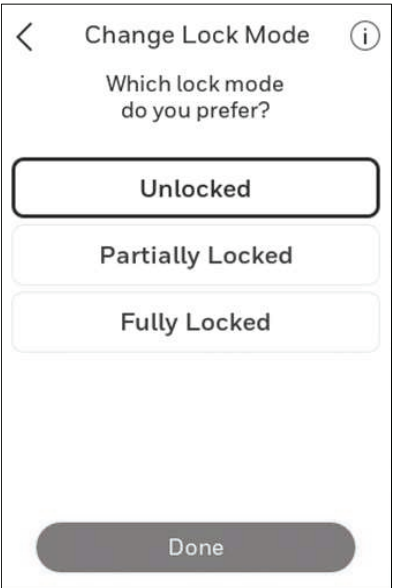 Change Lock Mode
Which lock mode
do you prefer?
Unlocked
Partially Locked
Fully Locked
Done